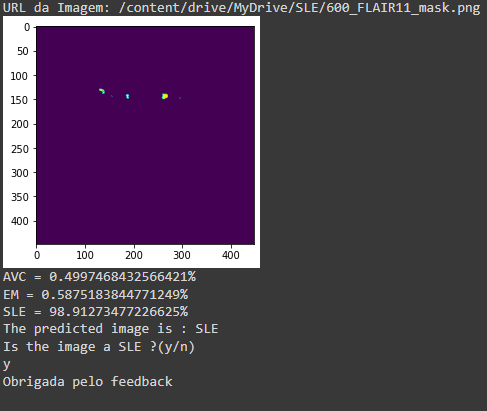 URL da Imagem: /content/drive/MyDrive/SLE/600_FLAIR11_mask.png
0
50
100
150
200
250
300
350
400
0 100 200 300 400
AVC = 0.4997468432566421%
EM = 0.5875183844771249%
SLE = 98.91273477226625%
The predicted image is : SLE
Is the image a SLE ?(y/n)
y
Obrigada pelo feedback